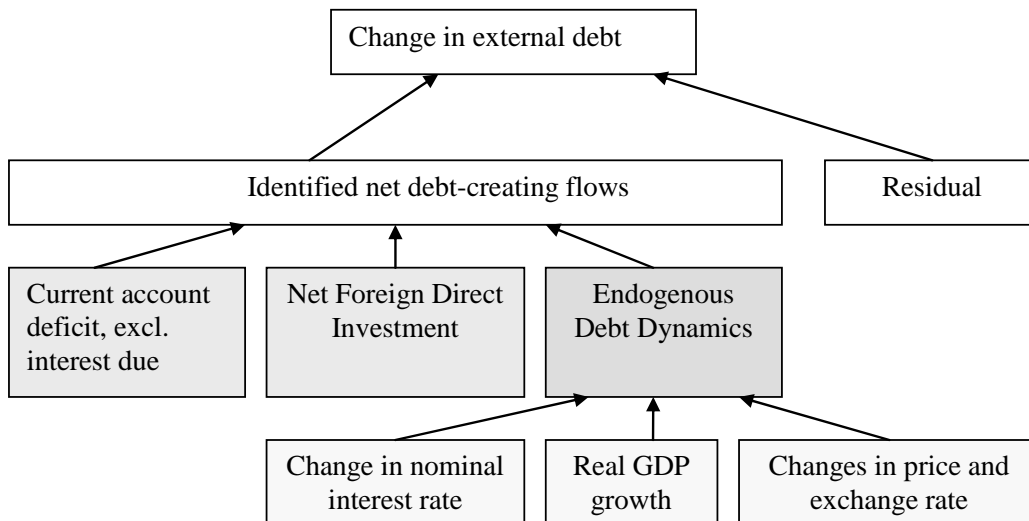 Change in external debt
Identified net debt-creating flows
Residual
Current account
deficit, excl.
interest due
Net Foreign Direct
Investment
Endogenous
Debt Dynamics
Change in nominal
interest rate
Real GDP
growth
Changes in price and
exchange rate